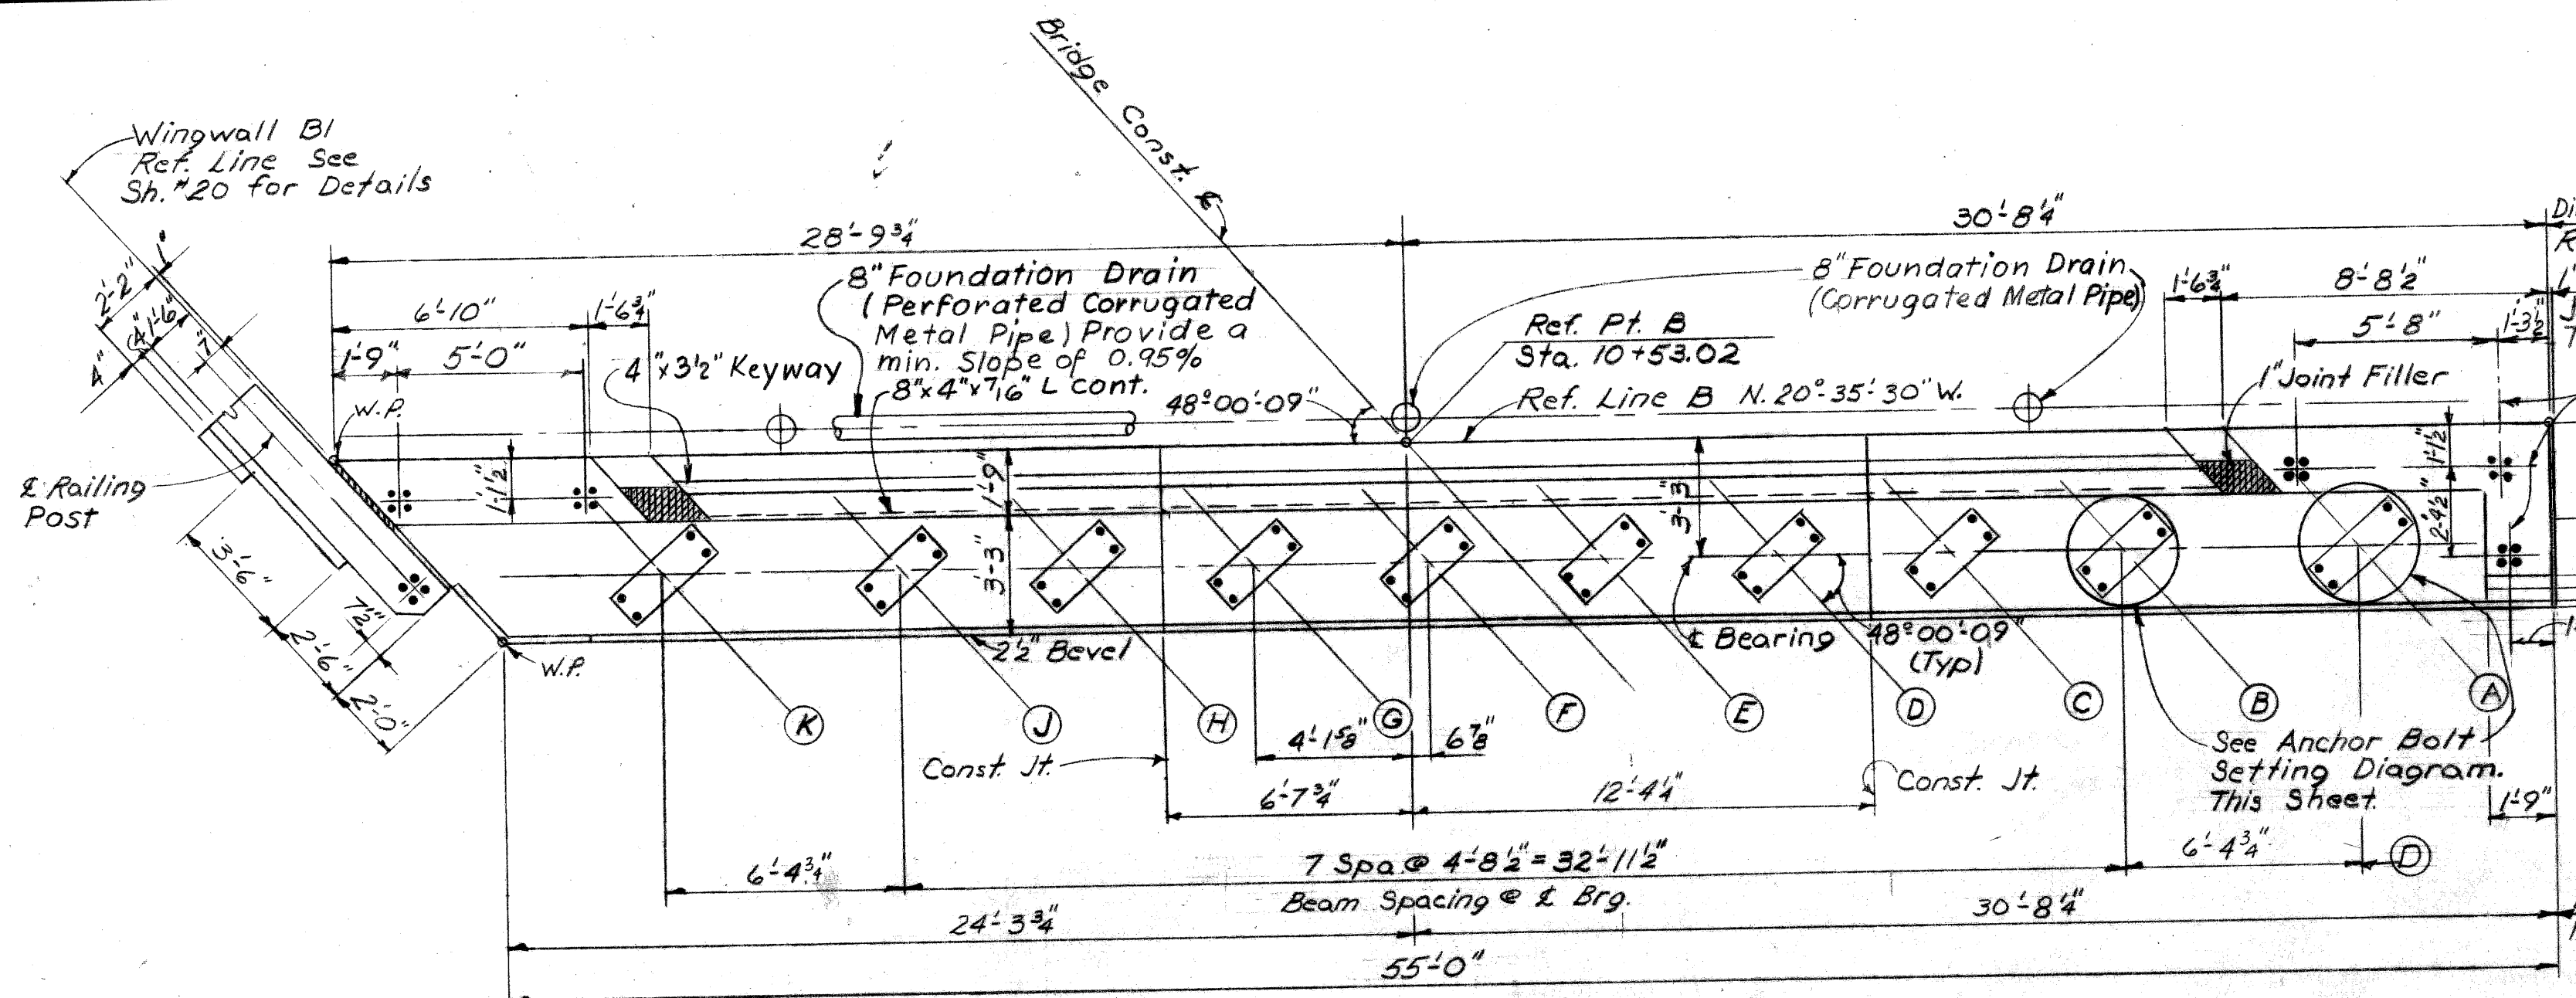 Bridge Const. ℄
Wingwall B1
Ref. Line See
Sh. #20 for Details
28'-9¾"
30'-8¼"
1"
2'-2"
1'-6"
4"
4"
7"
6'-10"
1'-6¾"
1'-9"
5'-0"
8" Foundation Drain
(Perforated Corrugated
Metal Pipe) Provide a
min. Slope of 0.95%
8"x4"x7/16" L cont.
4"x3½" Keyway
48°00'-09"
8" Foundation Drain
(Corrugated Metal Pipe)
1'-6¾"
8'-8½"
5'-8"
1'-3½"
Ref. Pt. B
Sta. 10+53.02
Ref. Line B N. 20°-35'-30" W.
1" Joint Filler
W.P.
℄ Railing
Post
1'-1½"
1'-9"
3'-3"
3'-3"
1'-1½"
2'-4½"
3'-6"
7½"
2'-6"
2'-0"
W.P.
2½" Bevel
℄ Bearing
48°00'-09"
(Typ)
K
J
H
G
F
E
D
C
B
A
Const. Jt.
4'-1⅝"
6⅞"
6'-7¾"
12'-4¼"
Const. Jt.
See Anchor Bolt
Setting Diagram.
This Sheet.
1'-9"
6'-4¾"
7 Spa. @ 4'-8½" = 32'-11½"
Beam Spacing @ ℄ Brg.
6'-4¾"
D
24'-3¾"
30'-8¼"
55'-0"